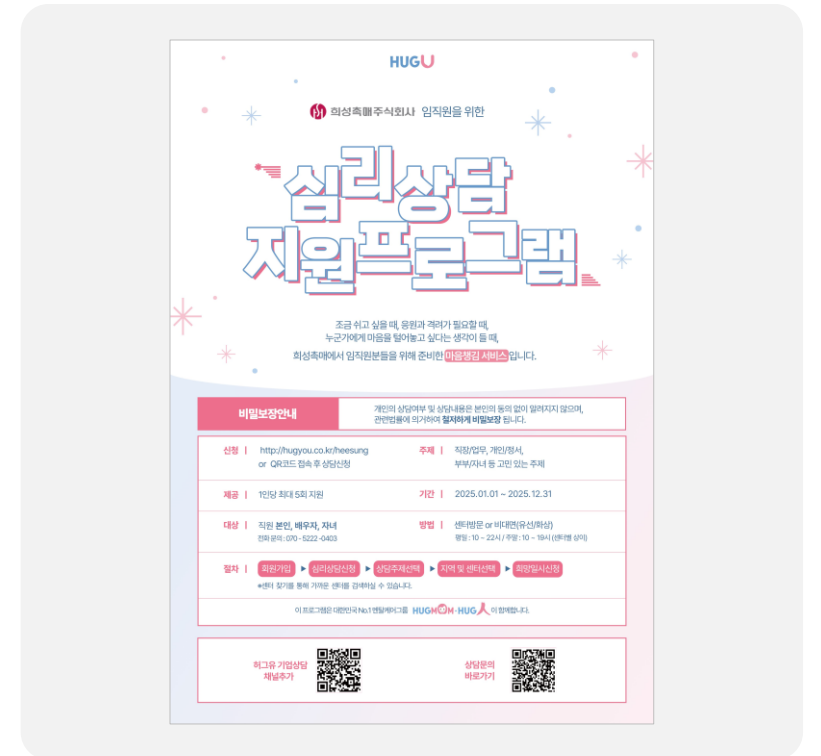 HUGU
희성촉매주식회사 임직원을 위한
심리상담
지원프로그램
조금 쉬고 싶을 때, 응원과 격려가 필요할 때,
누군가에게 마음을 털어놓고 싶다는 생각이 들 때,
희성촉매에서 임직원분들을 위해 준비한 마음챙김 서비스 입니다.
비밀보장안내
개인의 상담여부 및 상담내용은 본인의 동의 없이 알려지지 않으며,
관련법률에 의거하여 철저하게 비밀보장 됩니다.
신청 | http://hugyou.co.kr/heesung
or QR코드 접속 후 상담신청
주제 | 직장/업무, 개인/정서,
부부/자녀 등 고민 있는 주제
제공 | 1인당 최대 5회 지원
기간 | 2025.01.01 ~ 2025.12.31
대상 | 직원 본인, 배우자, 자녀
전화 문의 : 070 - 5222 -0403
방법 | 센터방문 or 비대면(유선/화상)
평일 : 10 ~ 22시 / 주말 : 10 ~ 19시 (센터별 상이)
절차 | 회원가입 ▶ 심리상담신청 ▶ 상담주제선택 ▶ 지역 및 센터선택 ▶ 희망일시신청
*센터 찾기를 통해 가까운 센터를 검색하실 수 있습니다.
이 프로그램은 대한민국 No.1 멘탈케어그룹 HUGMOM · HUG人 이 함께합니다.
허그유 기업상담
채널추가
상담문의
바로가기